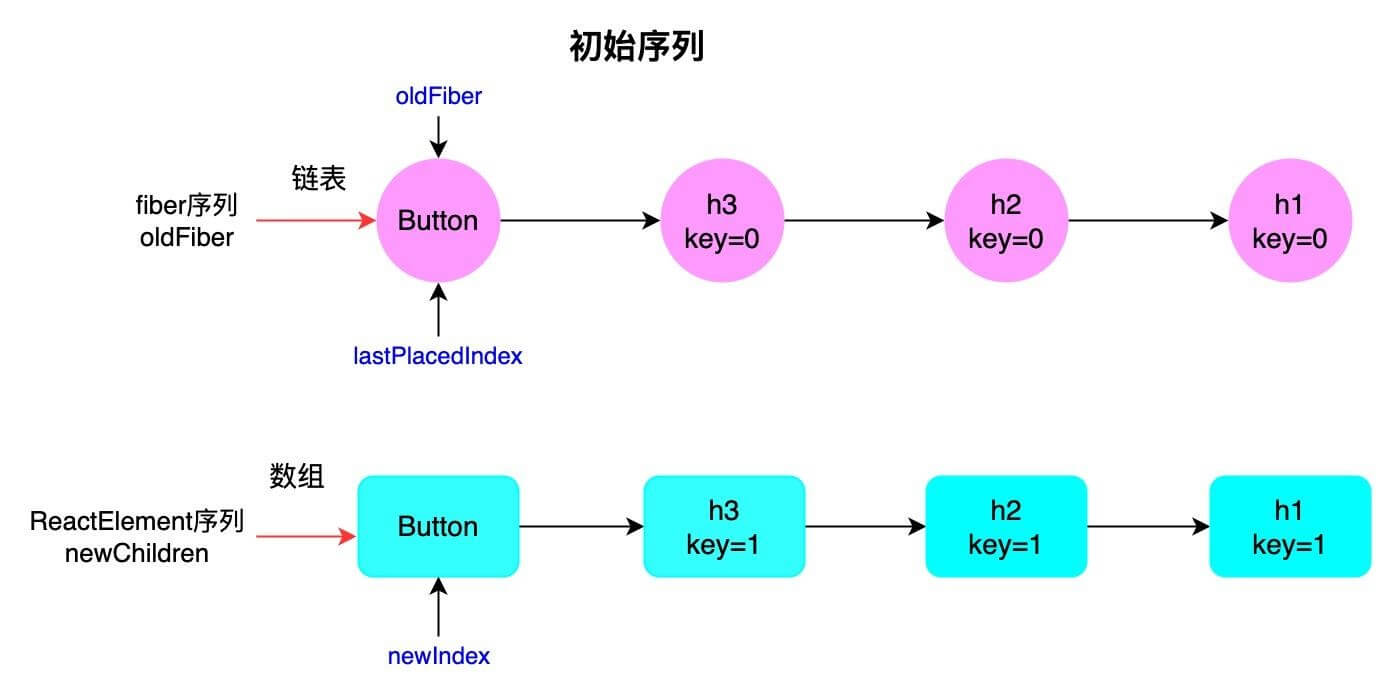 初始序列
oldFiber
链表
fiber序列
oldFiber
Button
h3
key=0
h2
key=0
h1
key=0
lastPlacedIndex
数组
ReactElement序列
newChildren
Button
h3
key=1
h2
key=1
h1
key=1
newIndex